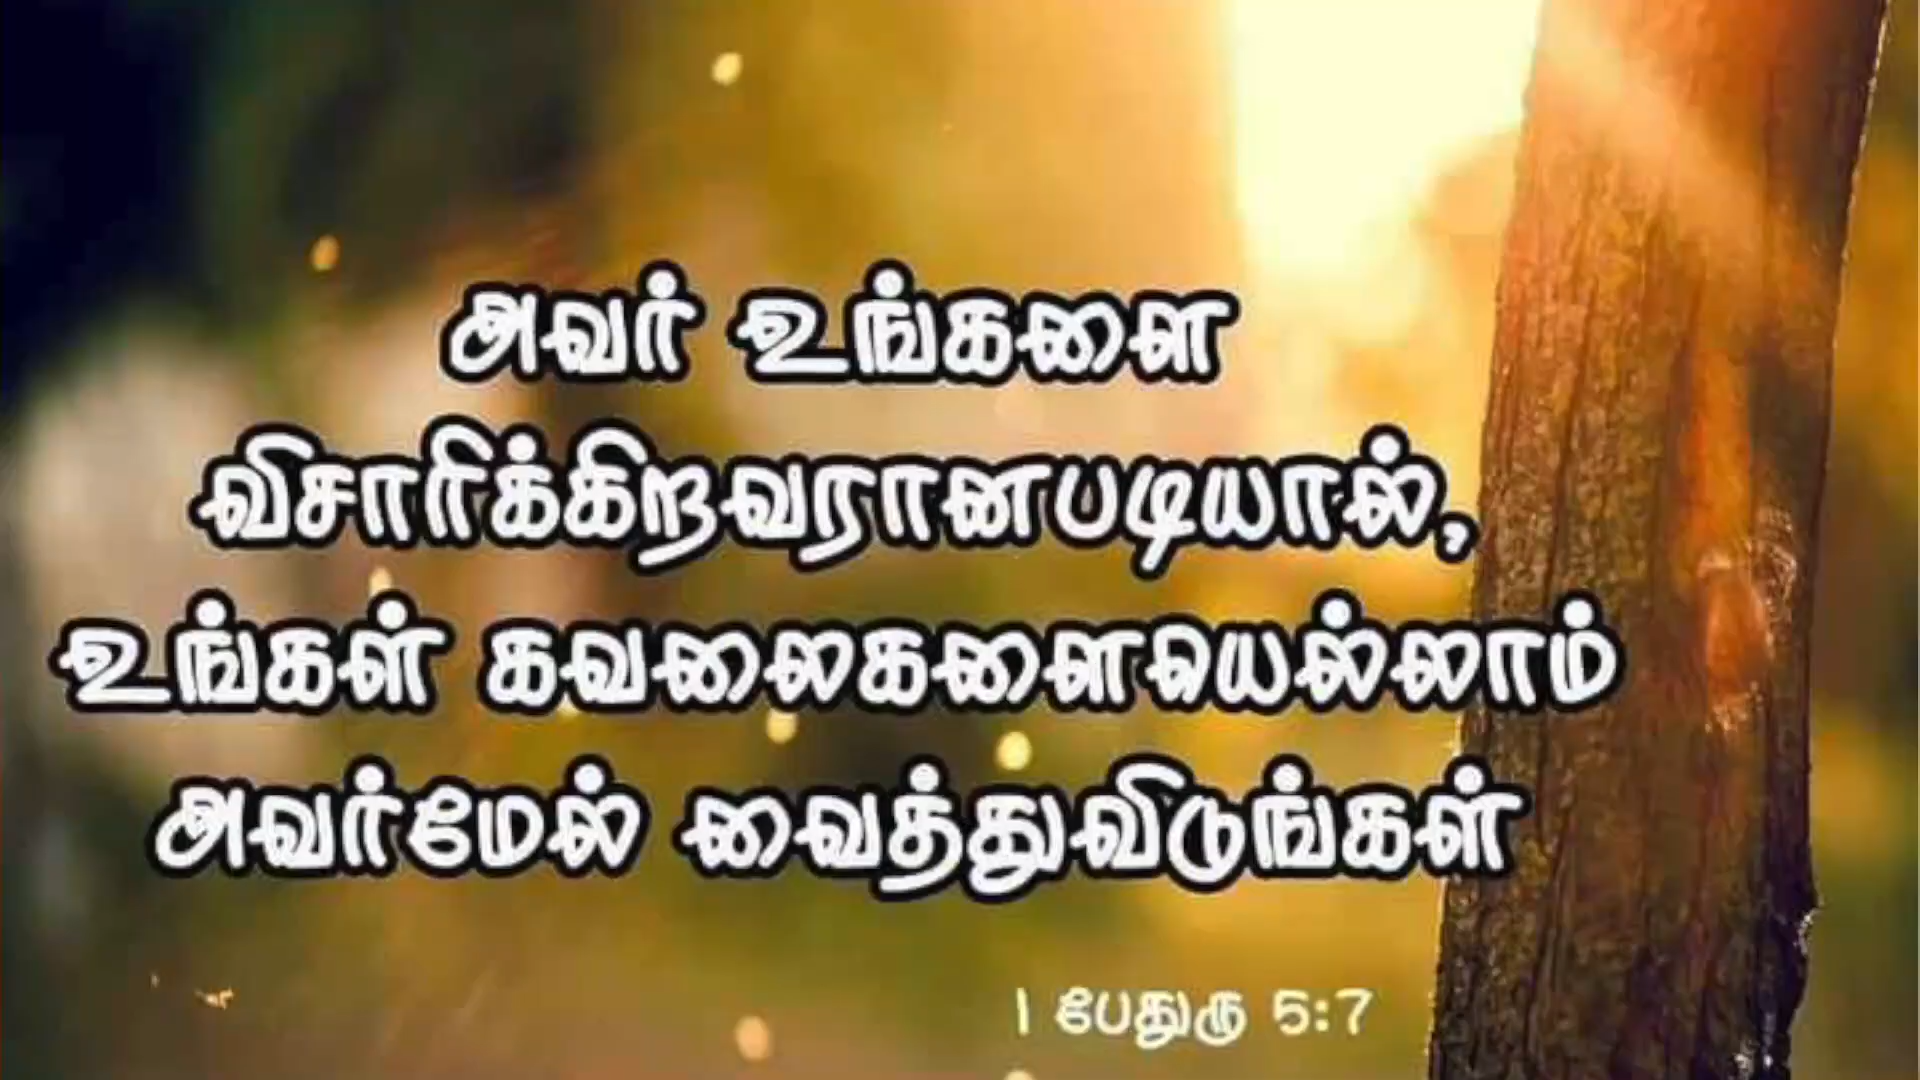 அவர் உங்களை
விசாரிக்கிறவரானபடியால்,
உங்கள் கவலைகளையெல்லாம்
அவர்மேல் வைத்துவிடுங்கள்
1 பேதுரு 5:7